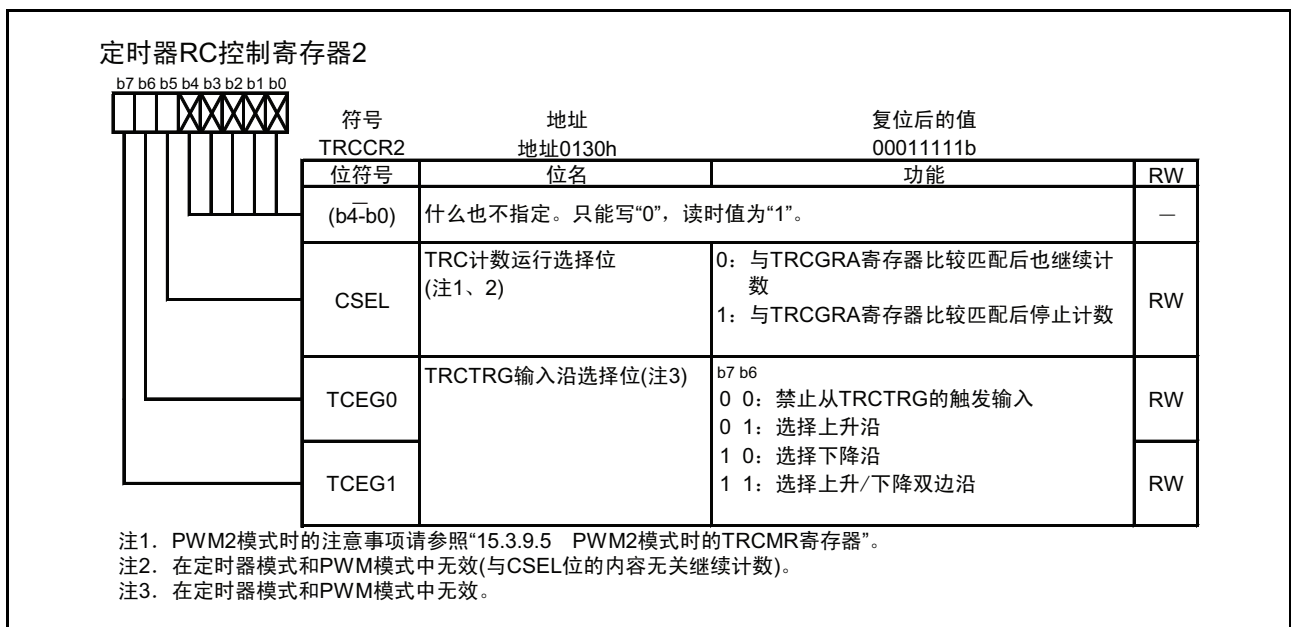 定时器RC控制寄存器2
b7 b6 b5 b4 b3 b2 b1 b0
符号 地址 复位后的值
TRCCR2 地址0130h 00011111b
位符号 位名 功能 RW
—
(b4-b0) 什么也不指定。只能写“0”，读时值为“1”。 —
CSEL TRC计数运行选择位
(注1、2)
0：与TRCGRA寄存器比较匹配后也继续计
数
1：与TRCGRA寄存器比较匹配后停止计数
RW
TCEG0 TRCTRG输入沿选择位(注3)
b7 b6
0 0：禁止从TRCTRG的触发输入
0 1：选择上升沿
1 0：选择下降沿
1 1：选择上升/下降双边沿
RW
TCEG1 RW
注1. PWM2模式时的注意事项请参照“15.3.9.5 PWM2模式时的TRCMR寄存器”。
注2. 在定时器模式和PWM模式中无效(与CSEL位的内容无关继续计数)。
注3. 在定时器模式和PWM模式中无效。